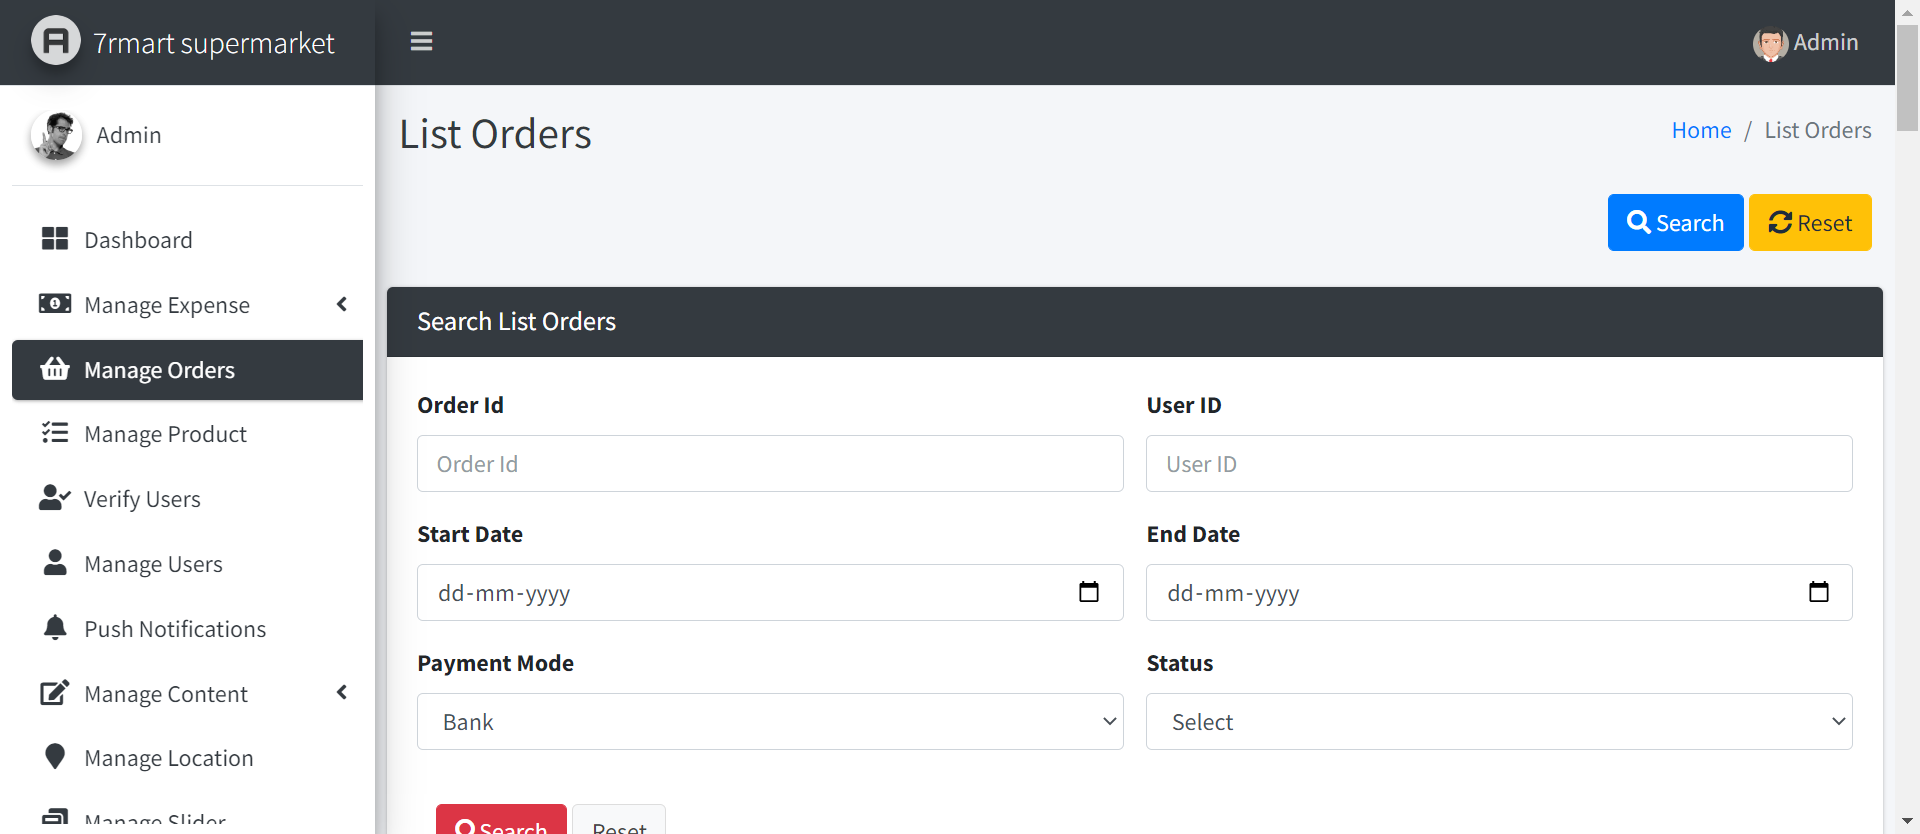 7rmart supermarket
Admin
Admin
Dashboard
Manage Expense
Manage Orders
Manage Product
Verify Users
Manage Users
Push Notifications
Manage Content
Manage Location
Manage Slider
List Orders
Home / List Orders
Search Reset
Search List Orders
Order Id User ID
Order Id User ID
Start Date End Date
dd-mm-yyyy dd-mm-yyyy
Payment Mode Status
Bank Select
Search Reset